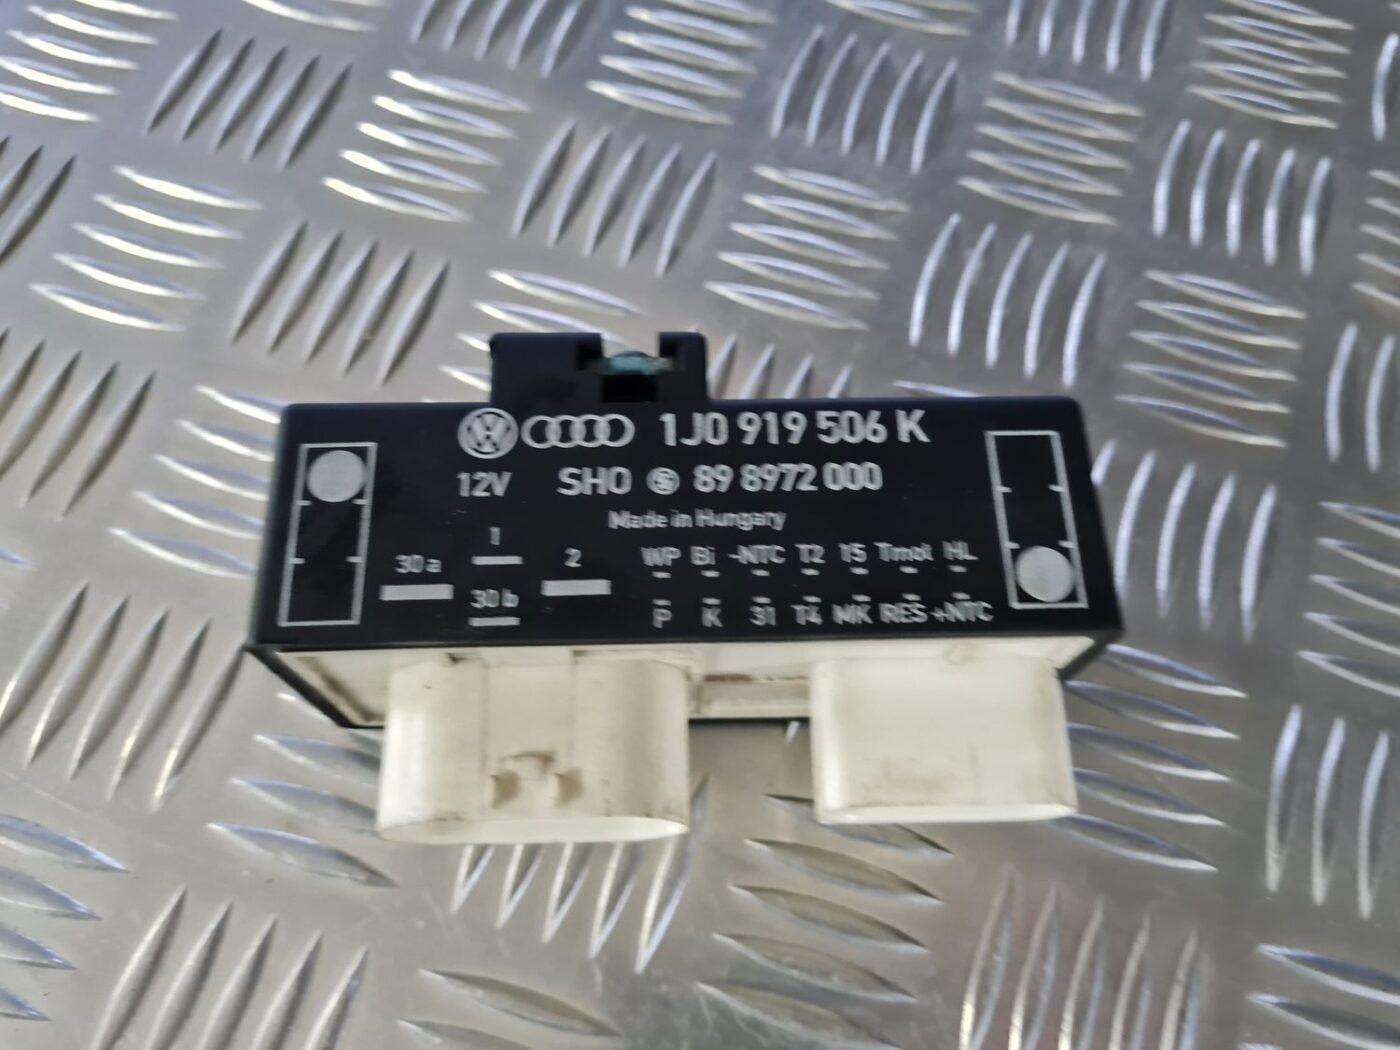 1J0 919 506 K
12V SHO 89 8972 000
Made in Hungary
1
30a 2
30b
WP Bi -NTC T2 15 Tmot HL
P K 31 T4 MK RES +NTC